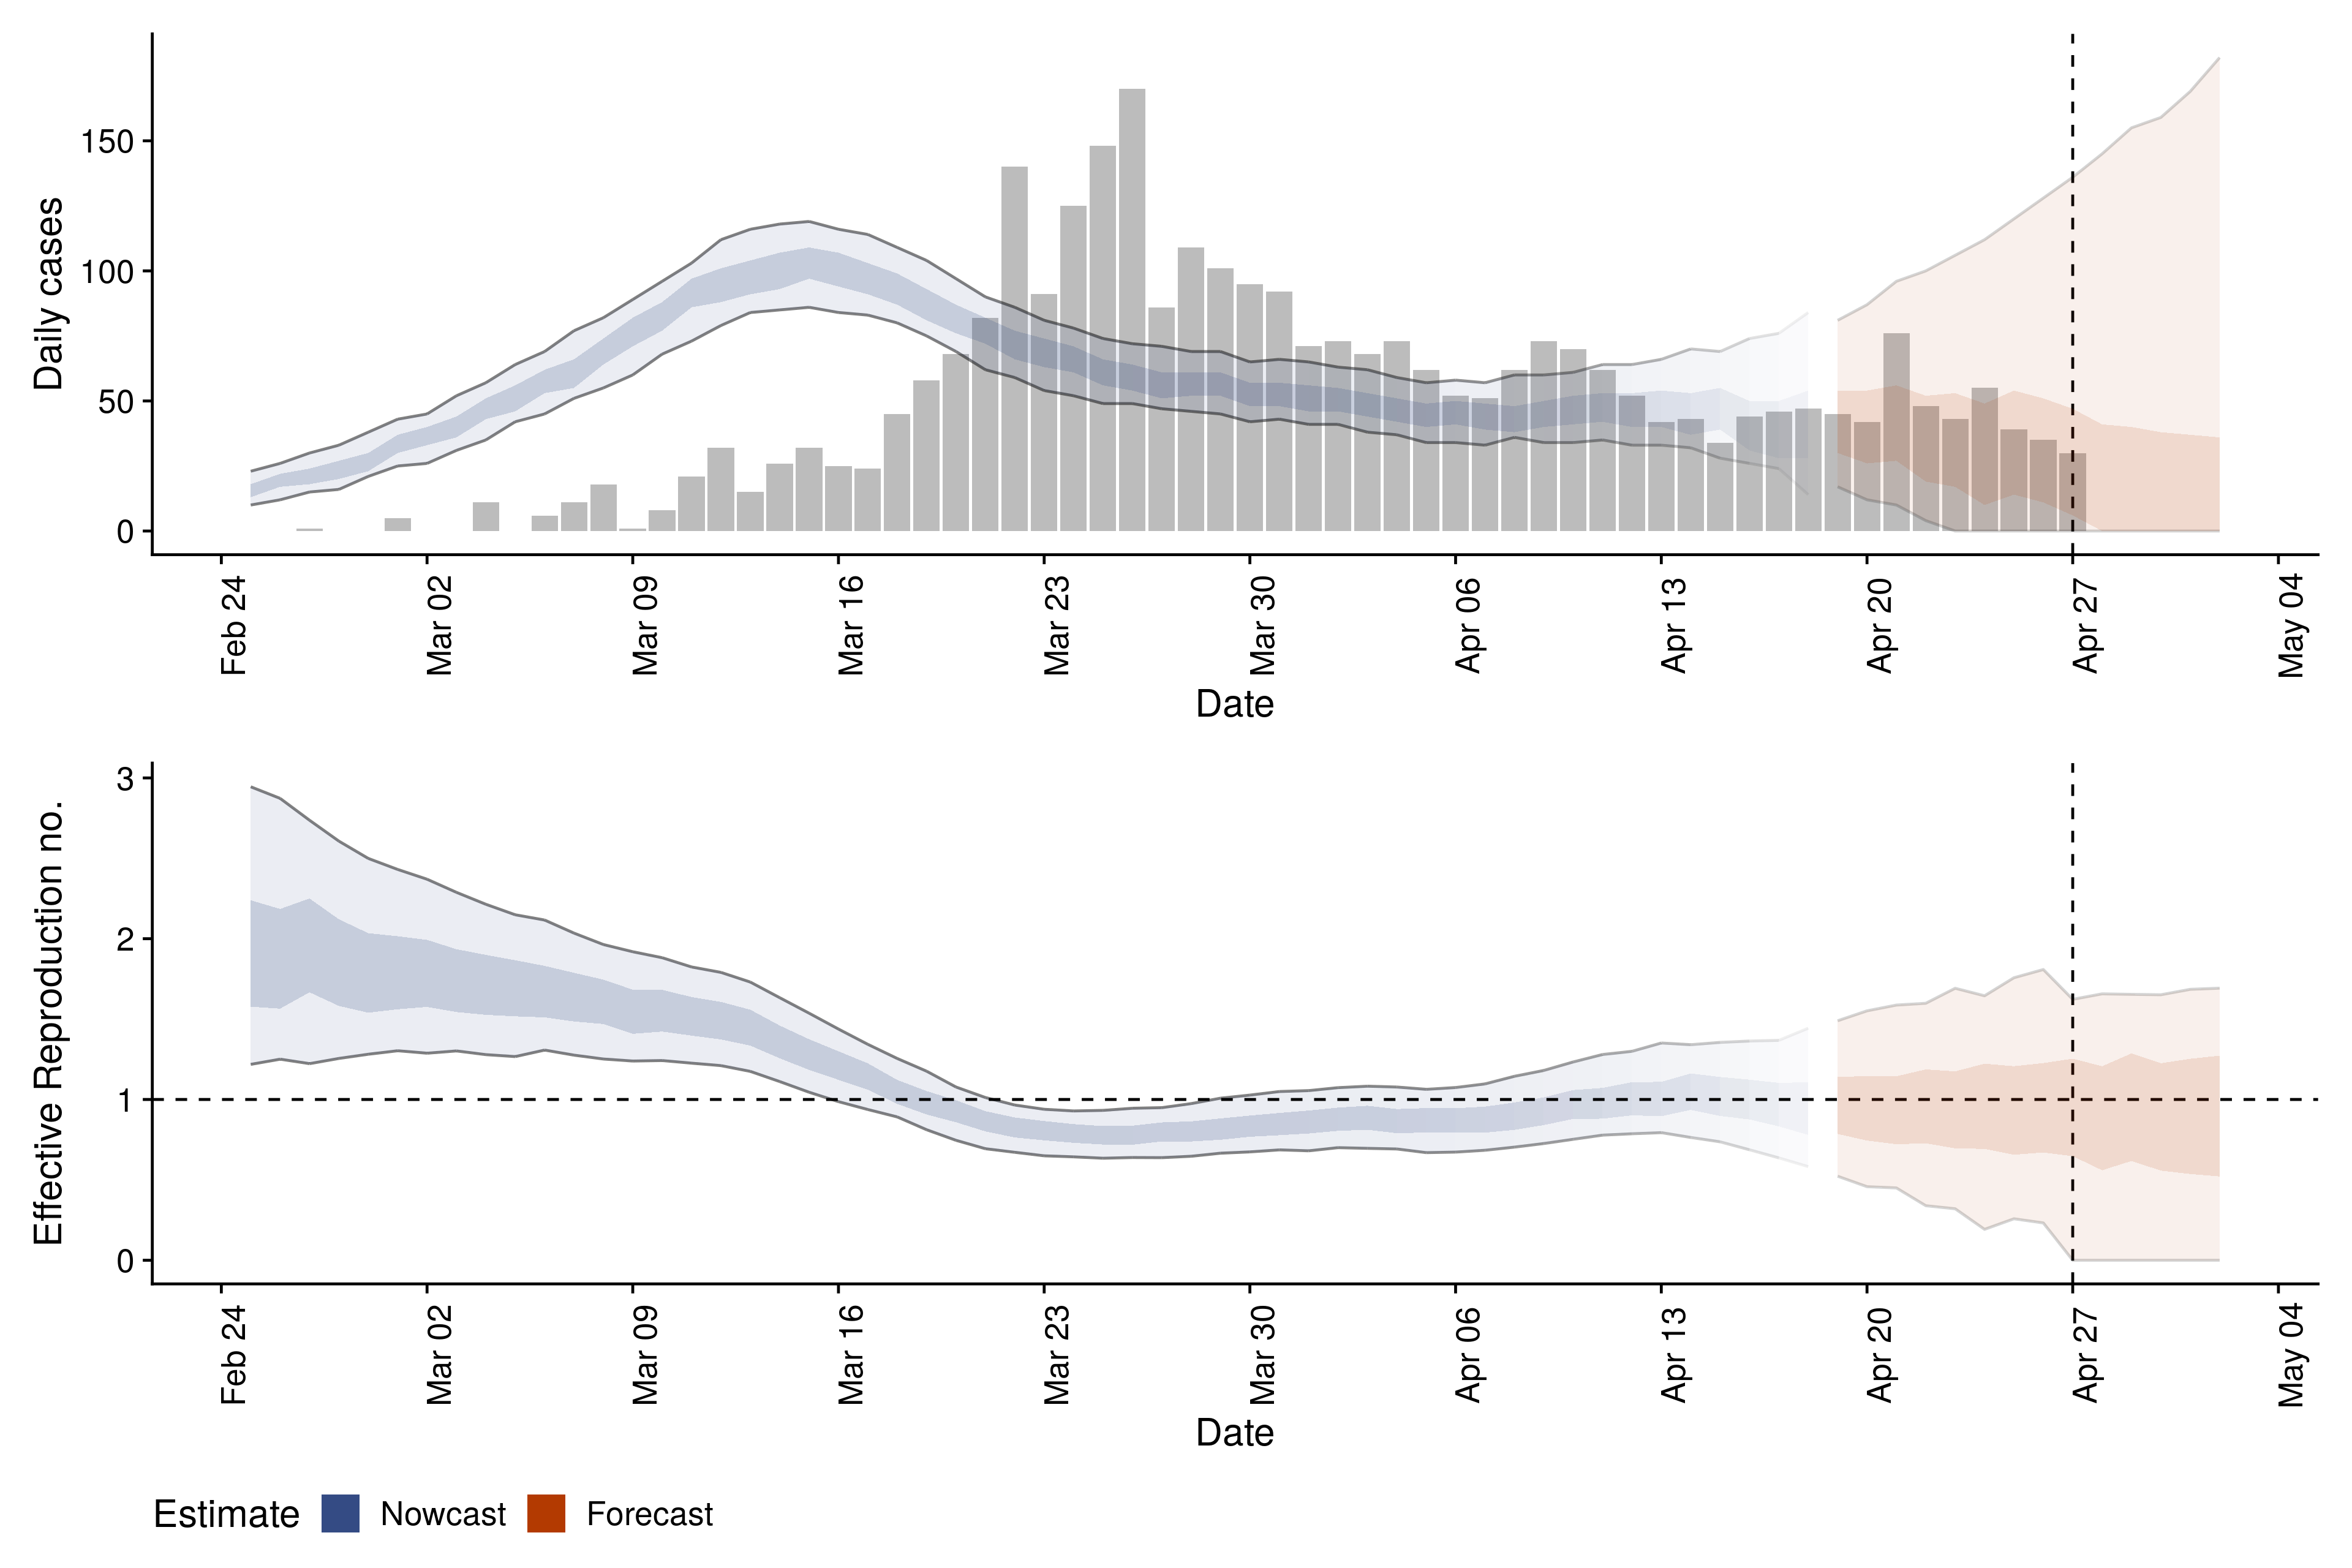 Daily cases
150
100
50
0
Feb 24
Mar 02
Mar 09
Mar 16
Mar 23
Mar 30
Apr 06
Apr 13
Apr 20
Apr 27
May 04
Date
Effective Reproduction no.
3
2
1
0
Feb 24
Mar 02
Mar 09
Mar 16
Mar 23
Mar 30
Apr 06
Apr 13
Apr 20
Apr 27
May 04
Date
Estimate Nowcast Forecast